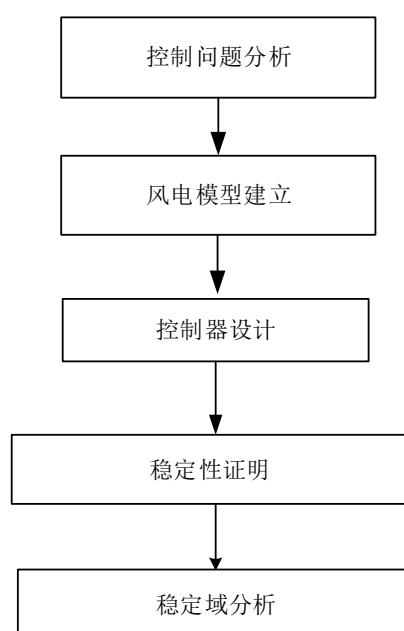 控制问题分析
风电模型建立
控制器设计
稳定性证明
稳定域分析